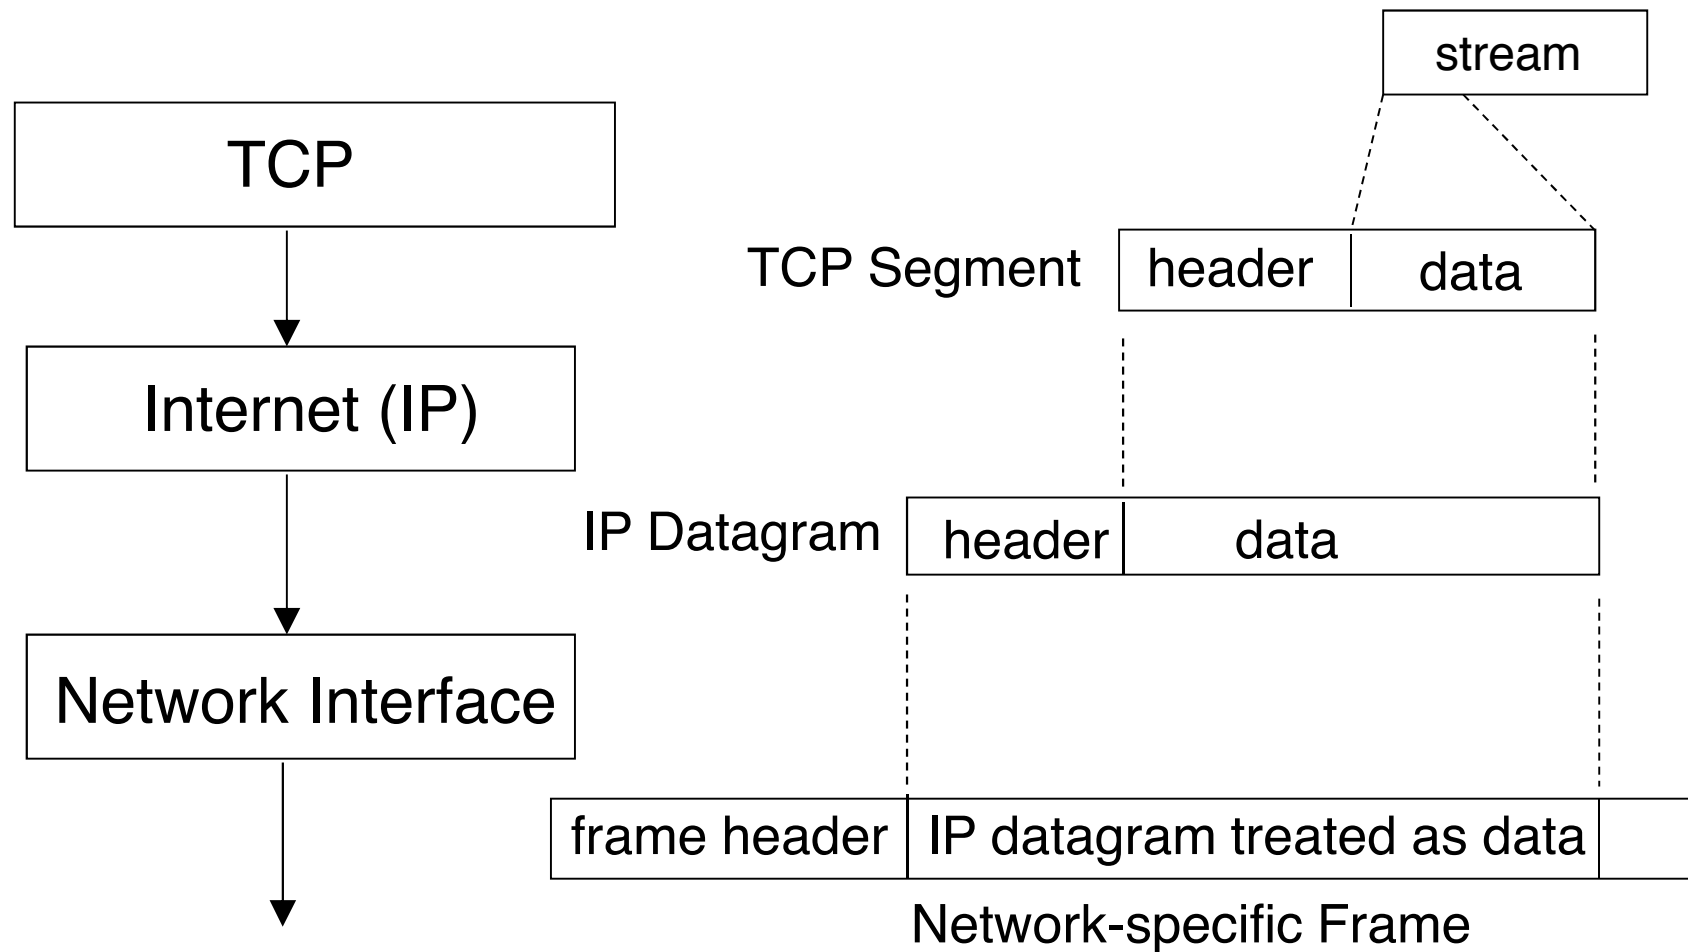 stream
TCP
TCP Segment
header
data
Internet (IP)
IP Datagram
header
data
Network Interface
frame header
IP datagram treated as data
Network-specific Frame